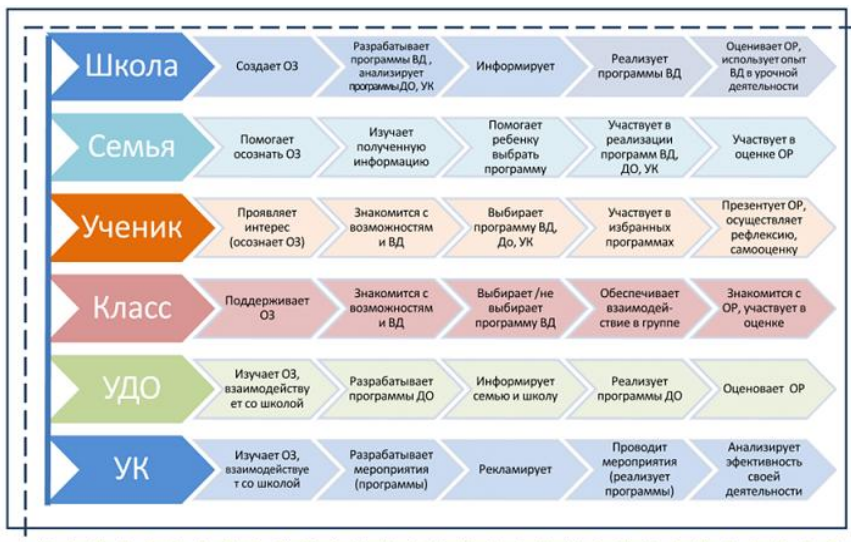 Школа
Создает ОЗ
Разрабатывает
программы ВД ,
анализирует
программы ДО, УК
Информирует
Реализует
программы ВД
Оценивает ОР,
использует опыт
ВД в урочной
деятельности
Семья
Помогает
осознать ОЗ
Изучает
полученную
информацию
Помогает
ребенку
выбрать
программу
Участвует в
реализации
программ ВД,
ДО, УК
Участвует в
оценке ОР
Ученик
Проявляет
интерес
(осознает ОЗ)
Знакомится с
возможностям
и ВД
Выбирает
программу ВД,
До, УК
Участвует в
избранных
программах
Презентует ОР,
осуществляет
рефлексию,
самооценку
Класс
Поддерживает
ОЗ
Знакомится с
возможностям
и ВД
Выбирает /не
выбирает
программу ВД
Обеспечивает
взаимодей-
ствие в группе
Знакомится с
ОР, участвует в
оценке
УДО
Изучает ОЗ,
взаимодейству
ет со школой
Разрабатывает
программы ДО
Информирует
семью и школу
Реализует
программы ДО
Оценовает ОР
УК
Изучает ОЗ,
взаимодействуе
т со школой
Разрабатывает
мероприятия
(программы)
Рекламирует
Проводит
мероприятия
(реализует
программы)
Анализирует
эфективность
своей
деятельности